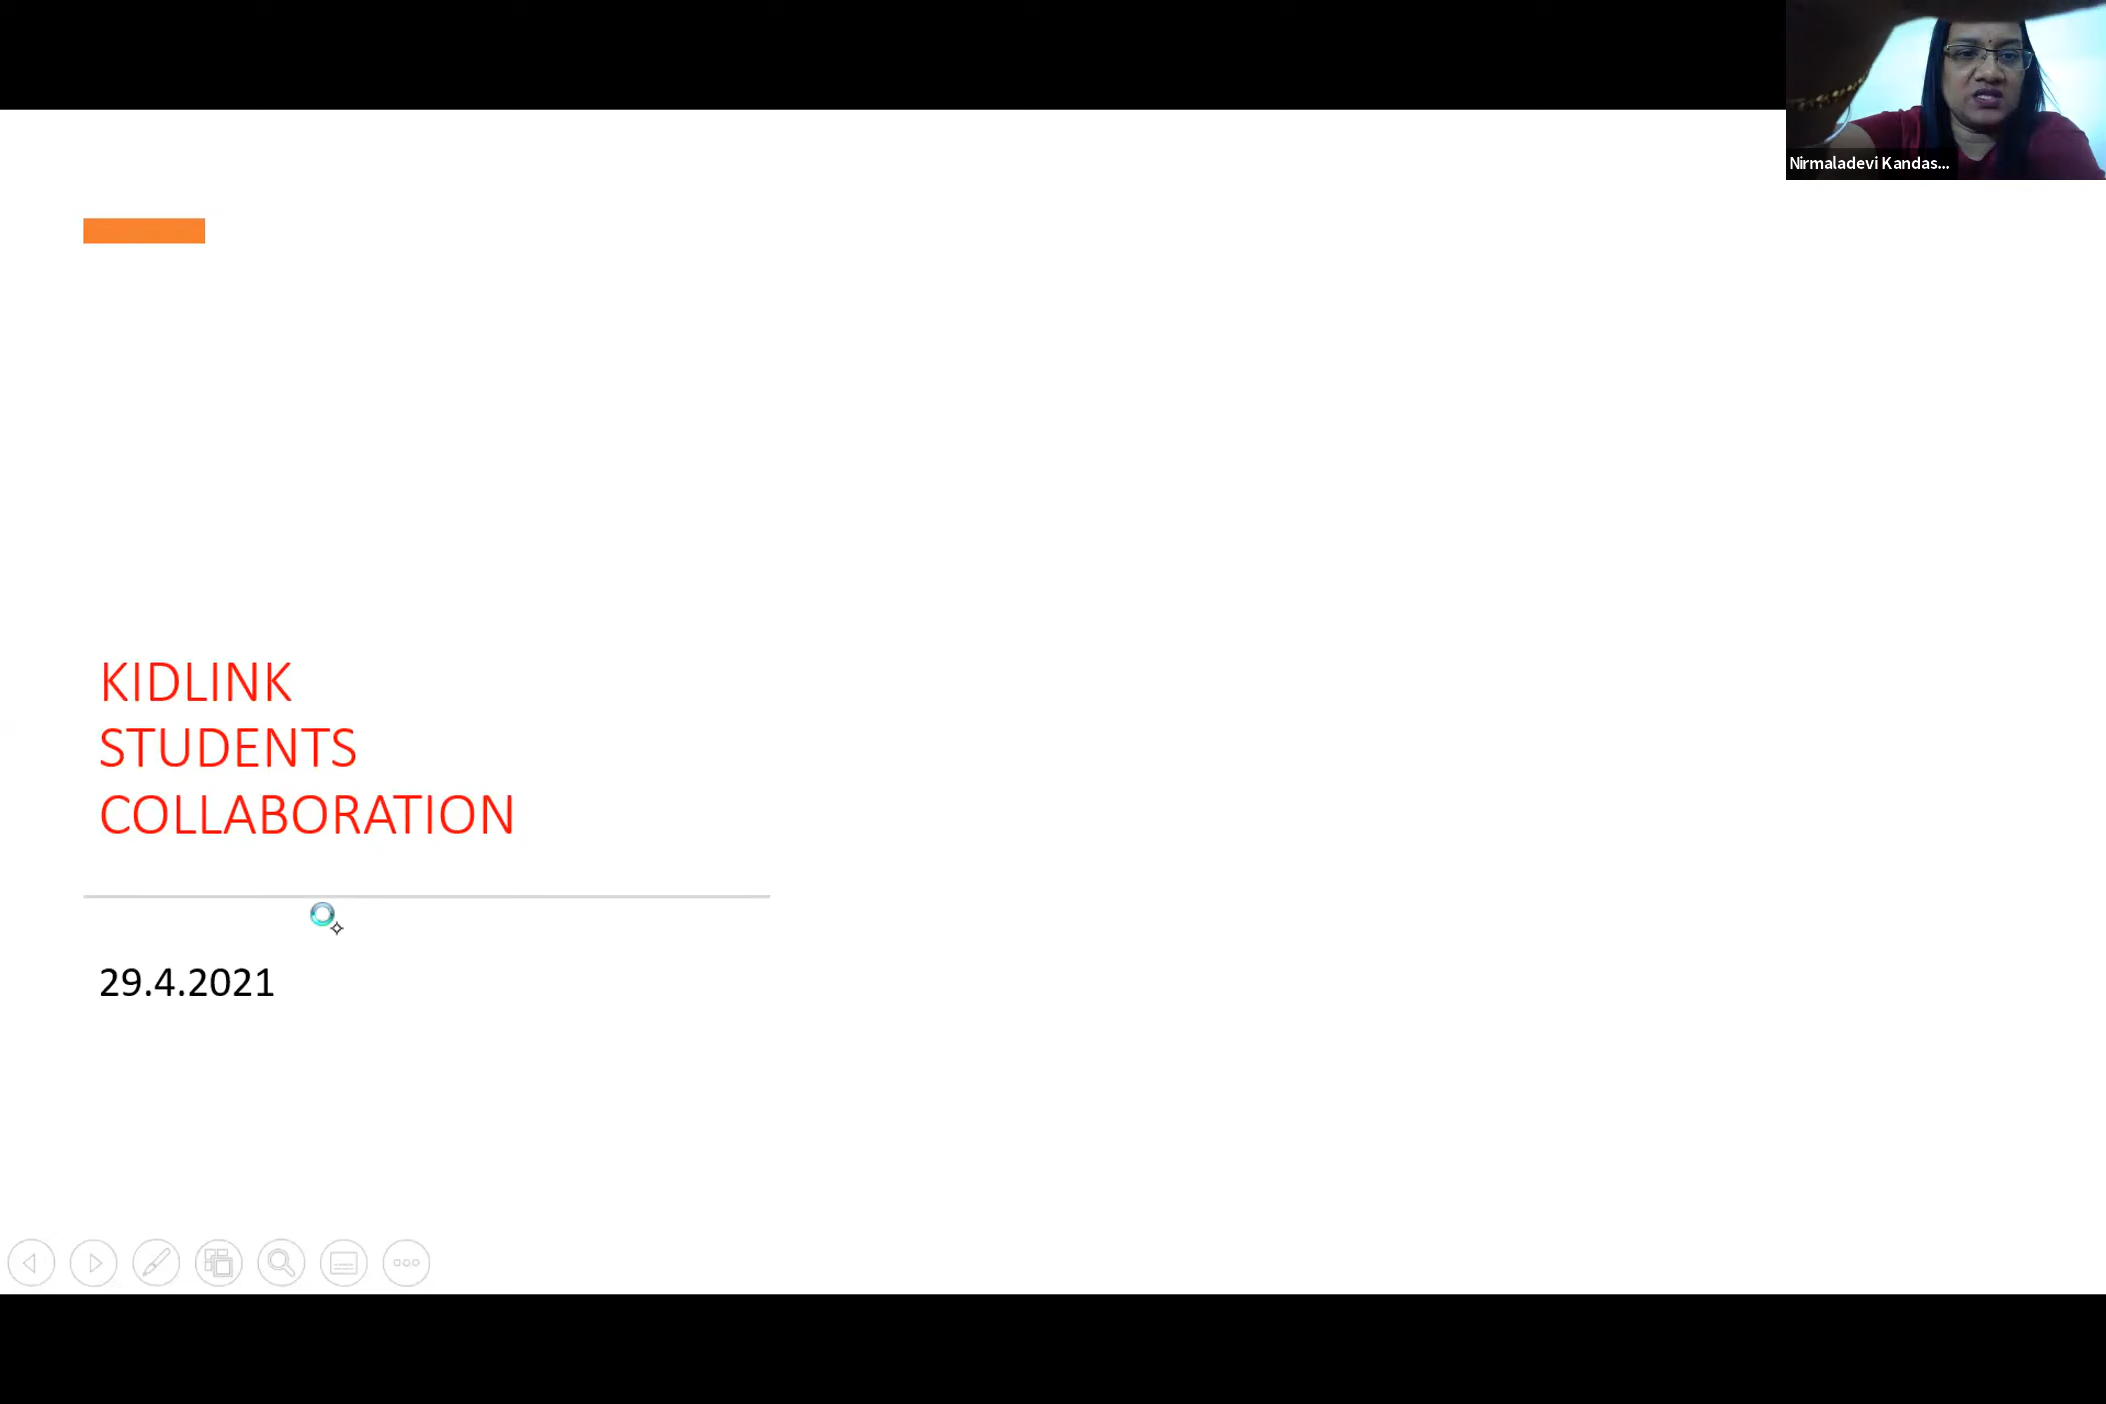 Nirmaladevi Kandas...
KIDLINK
STUDENTS
COLLABORATION
29.4.2021